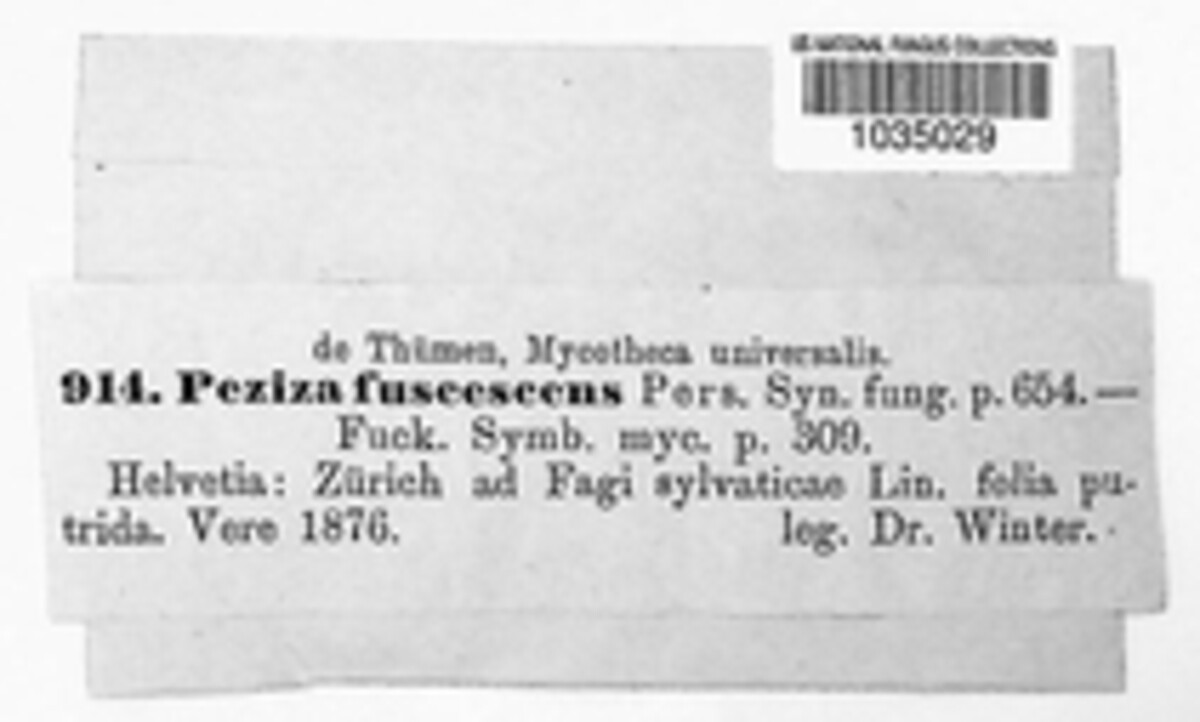 US NATIONAL FUNGUS COLLECTIONS
1035029
de Thümen, Mycotheca universalis.
914. Peziza fuscescens Pers. Syn. fung. p. 654. —
Fuck. Symb. myc. p. 309.
Helvetia: Zürich ad Fagi sylvaticae Lin. folia pu-
trida. Vere 1876. leg. Dr. Winter.